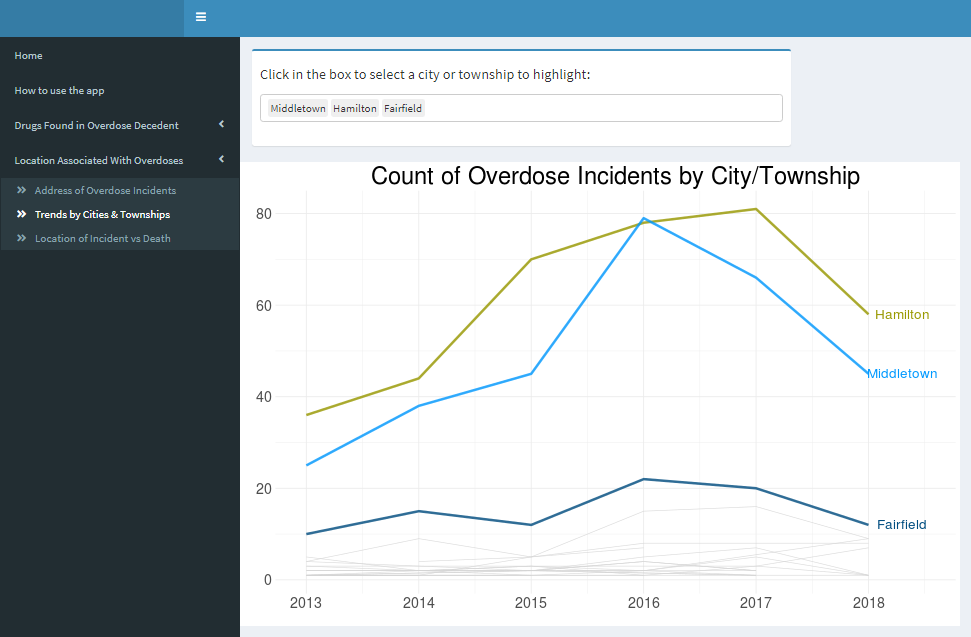 Home
How to use the app
Drugs Found in Overdose Decedent
Location Associated With Overdoses
Address of Overdose Incidents
Trends by Cities & Townships
Location of Incident vs Death
Click in the box to select a city or township to highlight:
Middletown Hamilton Fairfield
Count of Overdose Incidents by City/Township
80
60
40
20
0
Hamilton
Middletown
Fairfield
2013 2014 2015 2016 2017 2018